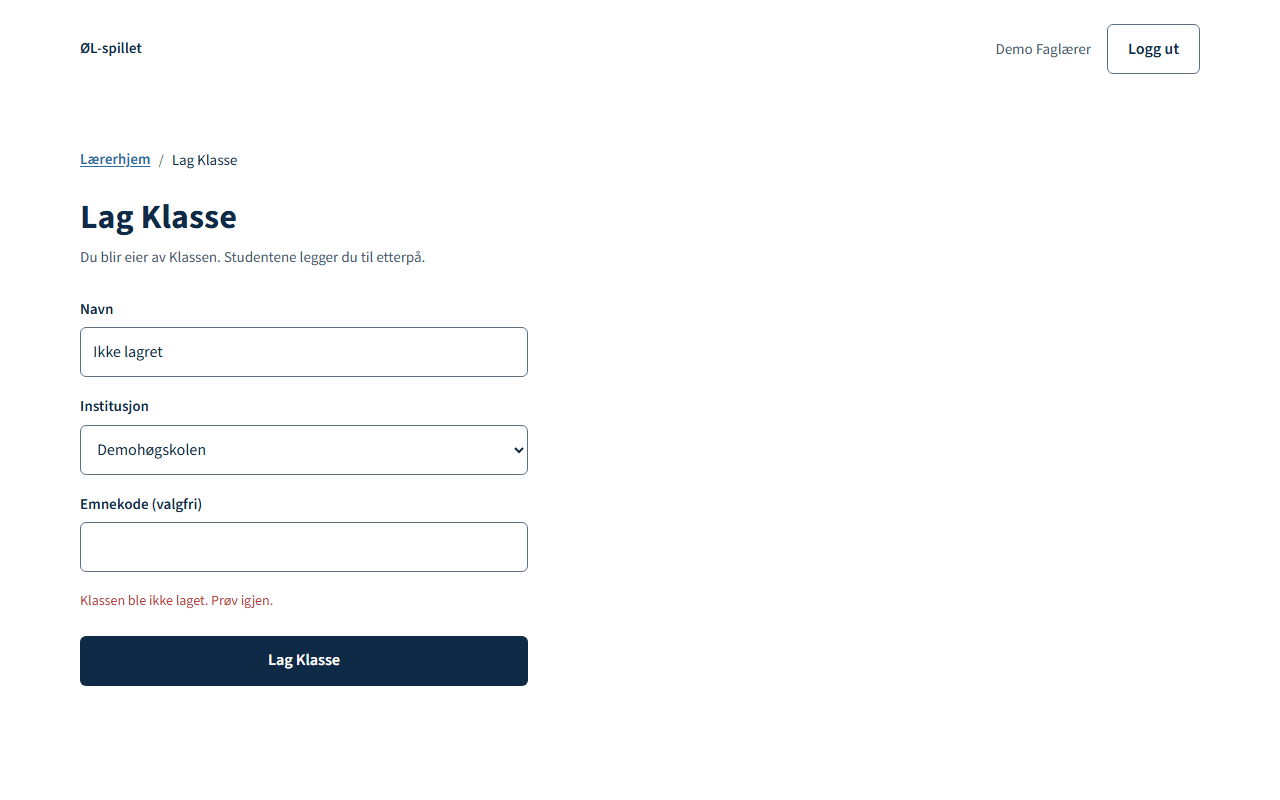 ØL-spillet
Demo Faglærer
Logg ut
Lærerhjem / Lag Klasse
Lag Klasse
Du blir eier av Klassen. Studentene legger du til etterpå.
Navn
Ikke lagret
Institusjon
Demohøgskolen
Emnekode (valgfri)
Klassen ble ikke laget. Prøv igjen.
Lag Klasse